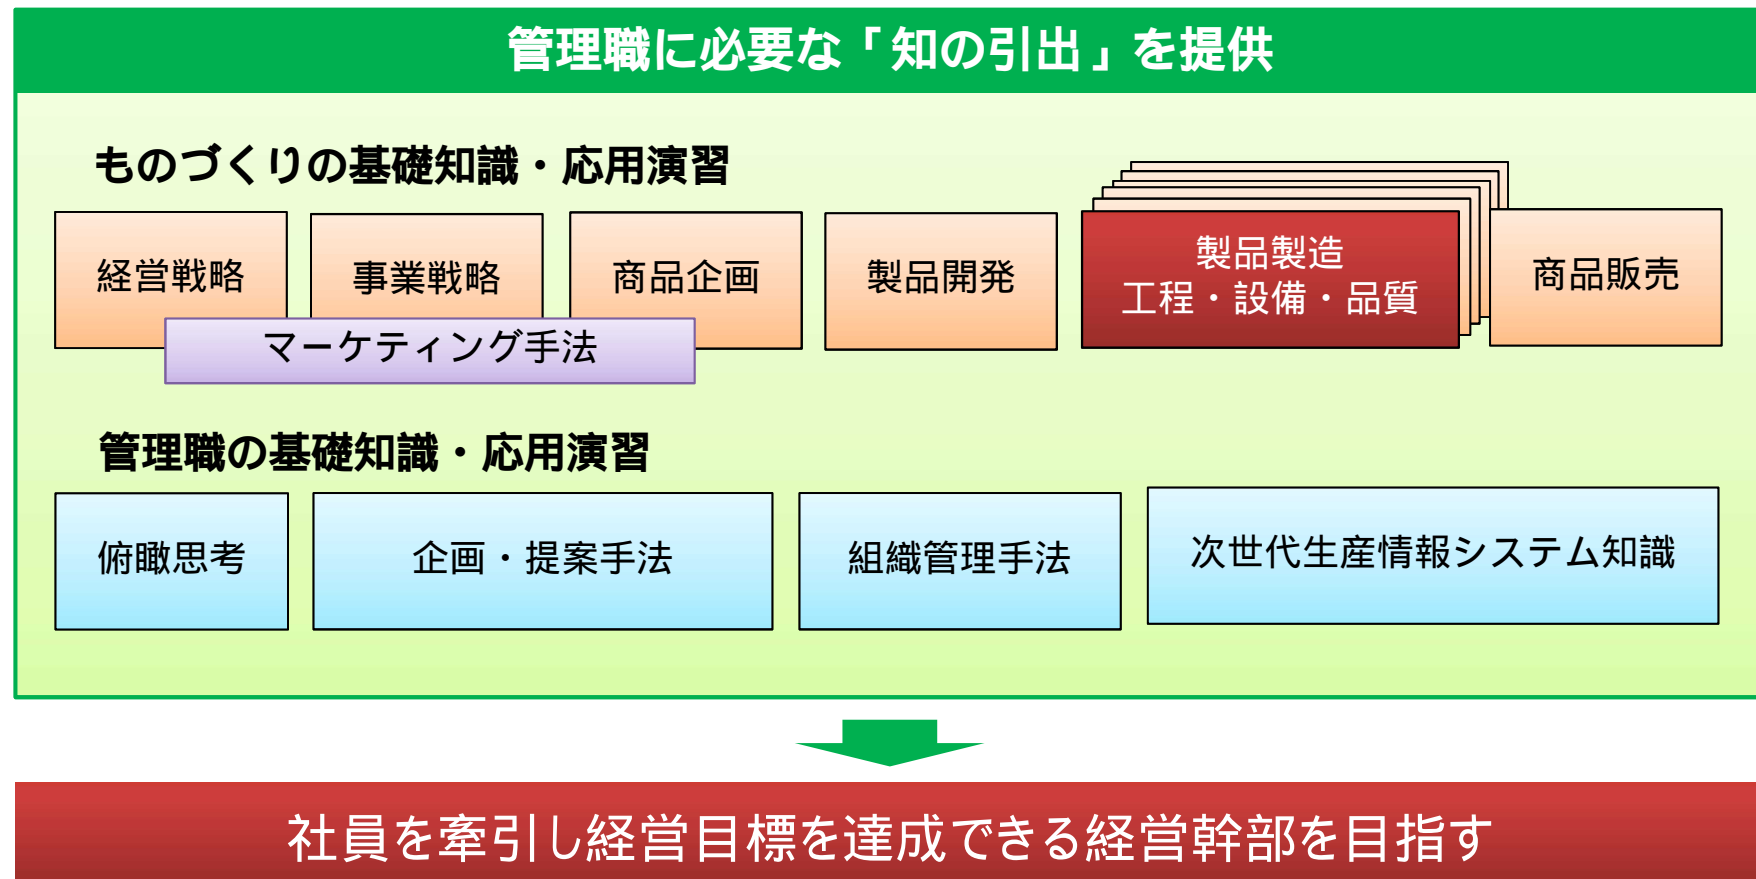 管理職に必要な「知の引出」を提供
ものづくりの基礎知識・応用演習
経営戦略
事業戦略
商品企画
製品開発
製品製造
工程・設備・品質
商品販売
マーケティング手法
管理職の基礎知識・応用演習
俯瞰思考
企画・提案手法
組織管理手法
次世代生産情報システム知識
社員を牽引し経営目標を達成できる経営幹部を目指す